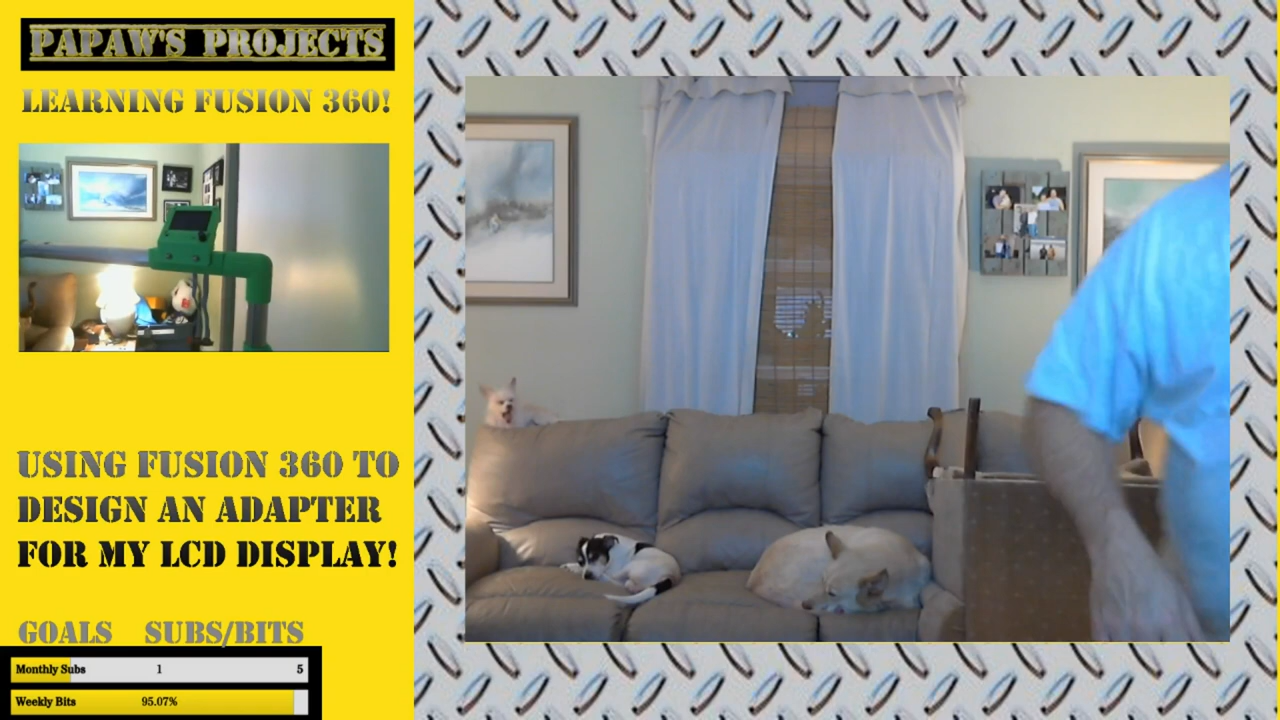 PAPAW'S PROJECTS
LEARNING FUSION 360!
USING FUSION 360 TO
DESIGN AN ADAPTER
FOR MY LCD DISPLAY!
GOALS SUBS/BITS
Monthly Subs 1 5
Weekly Bits 95.07%